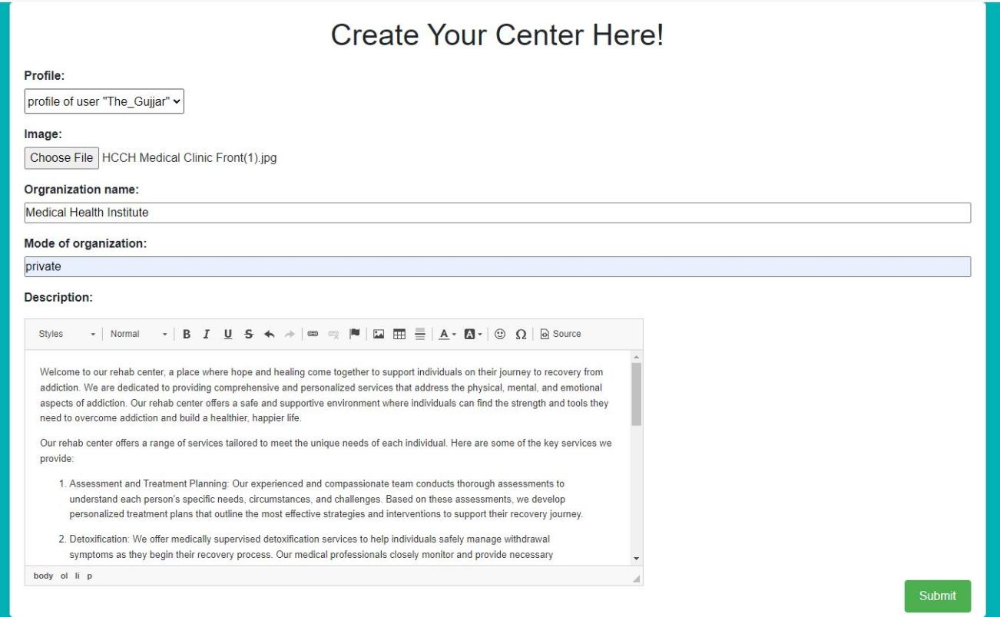 Create Your Center Here!
Profile:
profile of user "The_Gujjar"
Image:
Choose File HCCH Medical Clinic Front(1).jpg
Orgranization name:
Medical Health Institute
Mode of organization:
private
Description:
Styles Normal B I U S A A Ω Source
Welcome to our rehab center, a place where hope and healing come together to support individuals on their journey to recovery from
addiction. We are dedicated to providing comprehensive and personalized services that address the physical, mental, and emotional
aspects of addiction. Our rehab center offers a safe and supportive environment where individuals can find the strength and tools they
need to overcome addiction and build a healthier, happier life.
Our rehab center offers a range of services tailored to meet the unique needs of each individual. Here are some of the key services we
provide:
1. Assessment and Treatment Planning: Our experienced and compassionate team conducts thorough assessments to
understand each person's specific needs, circumstances, and challenges. Based on these assessments, we develop
personalized treatment plans that outline the most effective strategies and interventions to support their recovery journey.
2. Detoxification: We offer medically supervised detoxification services to help individuals safely manage withdrawal
symptoms as they begin their recovery process. Our medical professionals closely monitor and provide necessary
body ol li p
Submit